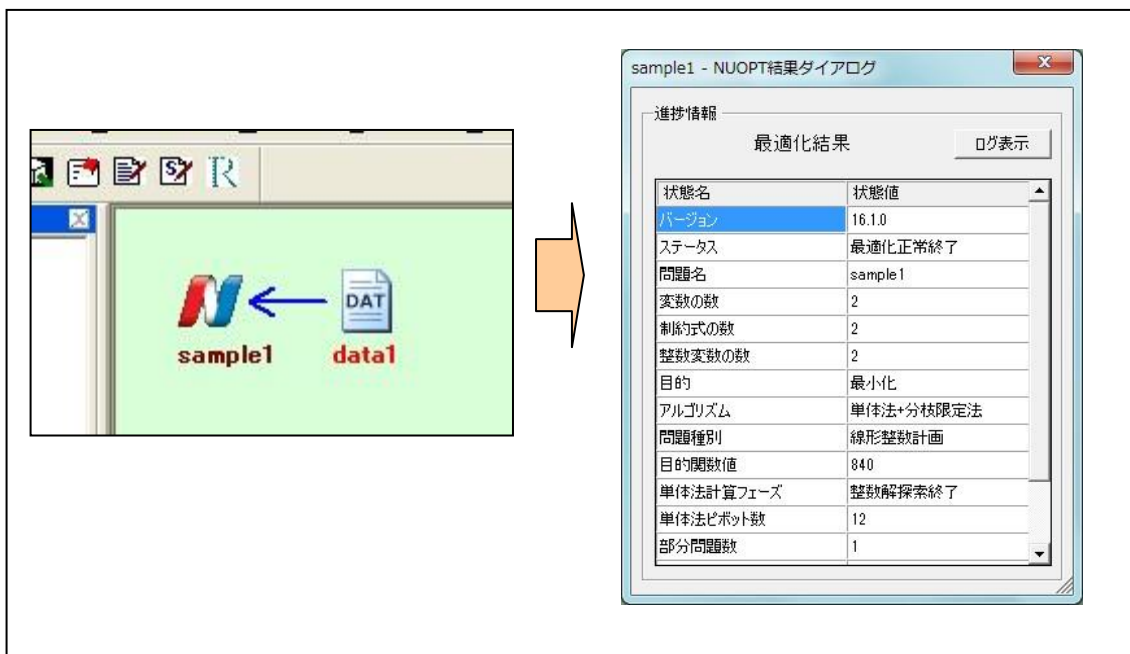 DAT
sample1 data1
sample1 - NUOPT結果ダイアログ
進捗情報
最適化結果 ログ表示
状態名 状態値
バージョン 16.1.0
ステータス 最適化正常終了
問題名 sample1
変数の数 2
制約式の数 2
整数変数の数 2
目的 最小化
アルゴリズム 単体法+分枝限定法
問題種別 線形整数計画
目的関数値 840
単体法計算フェーズ 整数解探索終了
単体法ピボット数 12
部分問題数 1